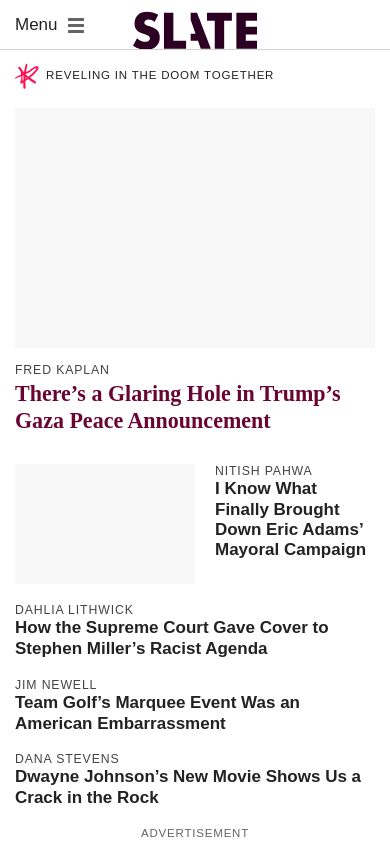 Menu
SLATE
REVELING IN THE DOOM TOGETHER
FRED KAPLAN
There’s a Glaring Hole in Trump’s
Gaza Peace Announcement
NITISH PAHWA
I Know What
Finally Brought
Down Eric Adams’
Mayoral Campaign
DAHLIA LITHWICK
How the Supreme Court Gave Cover to
Stephen Miller’s Racist Agenda
JIM NEWELL
Team Golf’s Marquee Event Was an
American Embarrassment
DANA STEVENS
Dwayne Johnson’s New Movie Shows Us a
Crack in the Rock
ADVERTISEMENT